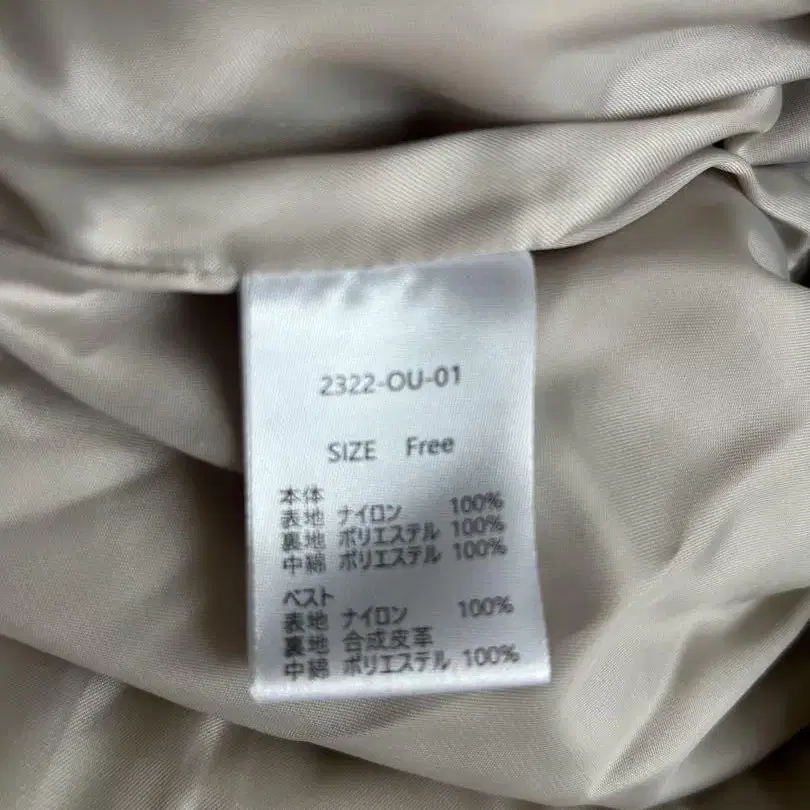 2322-OU-01
SIZE Free
本体
表地 ナイロン 100%
裏地 ポリエステル 100%
中綿 ポリエステル 100%
ベスト
表地 ナイロン 100%
裏地 合成皮革
中綿 ポリエステル 100%